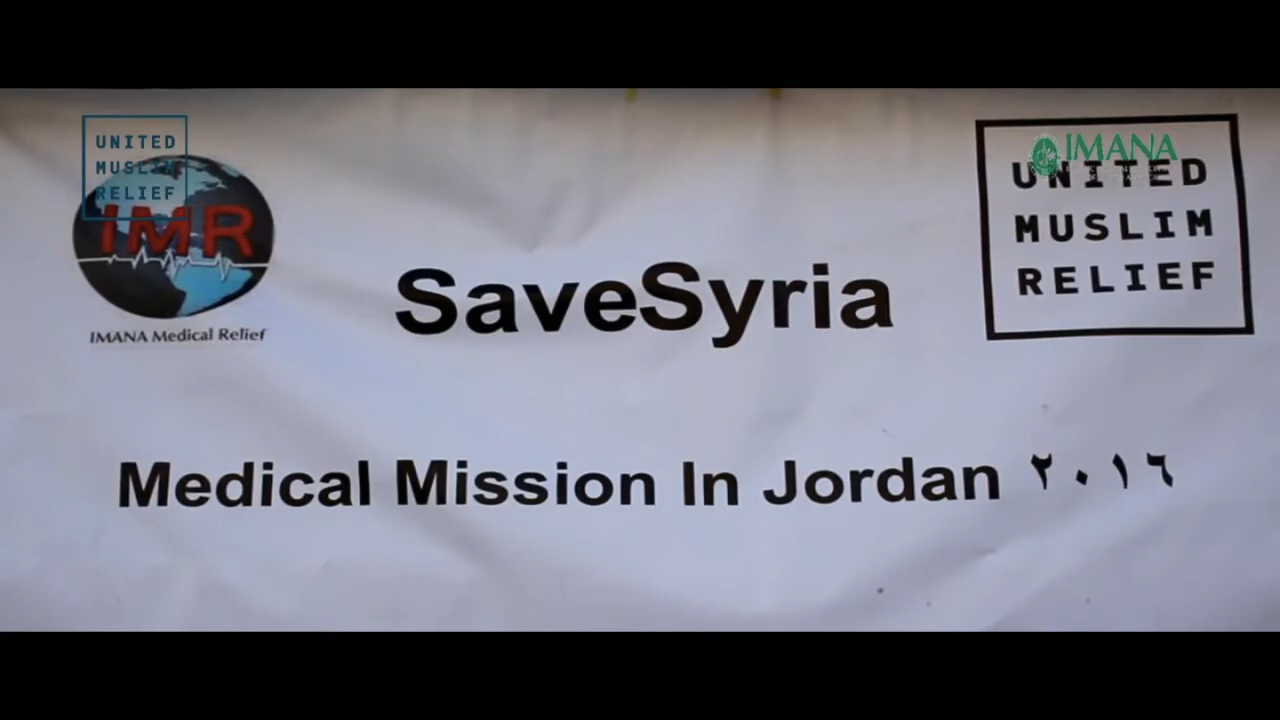 UNITED
MUSLIM
RELIEF
IMR
IMANA Medical Relief
SaveSyria
IMANA
UNITED
MUSLIM
RELIEF
Medical Mission In Jordan ٢٠١٦